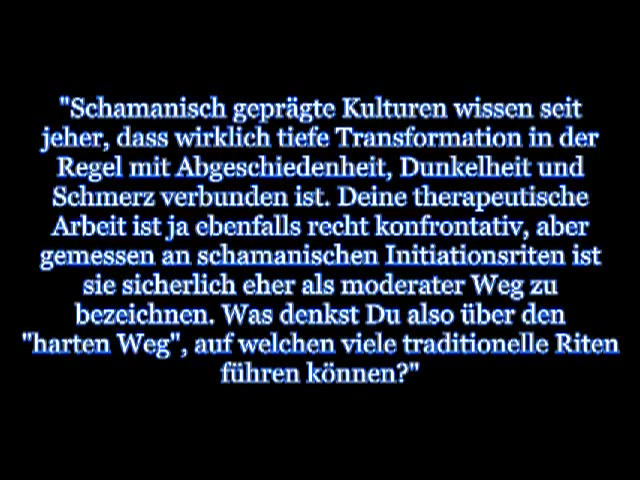 "Schamanisch geprägte Kulturen wissen seit
jeher, dass wirklich tiefe Transformation in der
Regel mit Abgeschiedenheit, Dunkelheit und
Schmerz verbunden ist. Deine therapeutische
Arbeit ist ja ebenfalls recht konfrontativ, aber
gemessen an schamanischen Initiationsriten ist
sie sicherlich eher als moderater Weg zu
bezeichnen. Was denkst Du also über den
"harten Weg", auf welchen viele traditionelle Riten
führen können?"